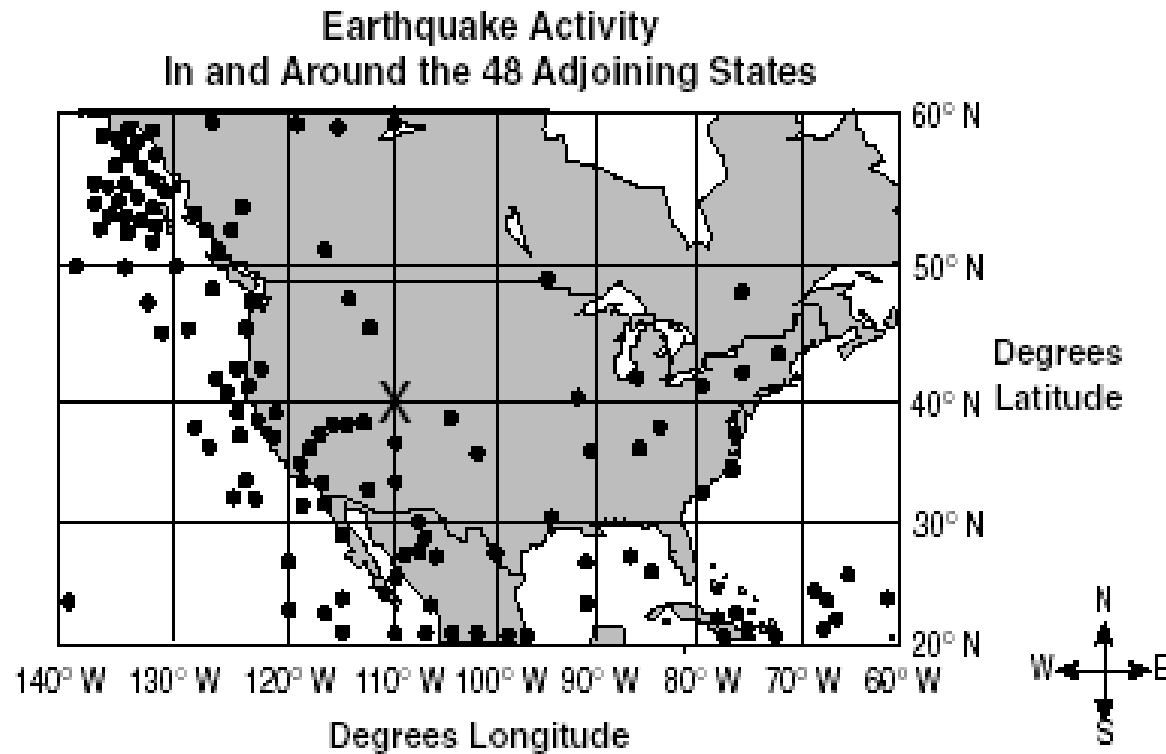 Earthquake Activity
In and Around the 48 Adjoining States
60° N
50° N
Degrees
Latitude
40° N
30° N
20° N
140° W 130° W 120° W 110° W 100° W 90° W 80° W 70° W 60° W
Degrees Longitude
X
N
W E
S